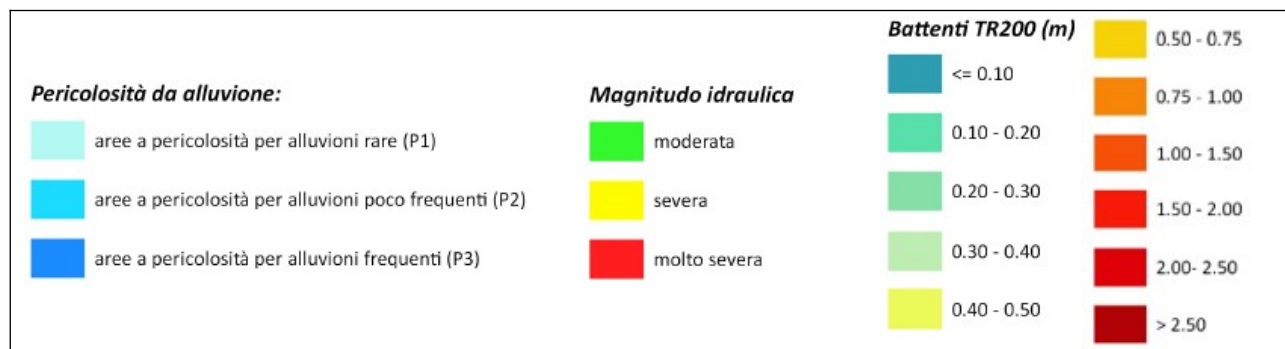 Pericolosità da alluvione:
aree a pericolosità per alluvioni rare (P1)
aree a pericolosità per alluvioni poco frequenti (P2)
aree a pericolosità per alluvioni frequenti (P3)
Magnitudo idraulica
moderata
severa
molto severa
Battenti TR200 (m)
<= 0.10
0.10 - 0.20
0.20 - 0.30
0.30 - 0.40
0.40 - 0.50
0.50 - 0.75
0.75 - 1.00
1.00 - 1.50
1.50 - 2.00
2.00- 2.50
> 2.50